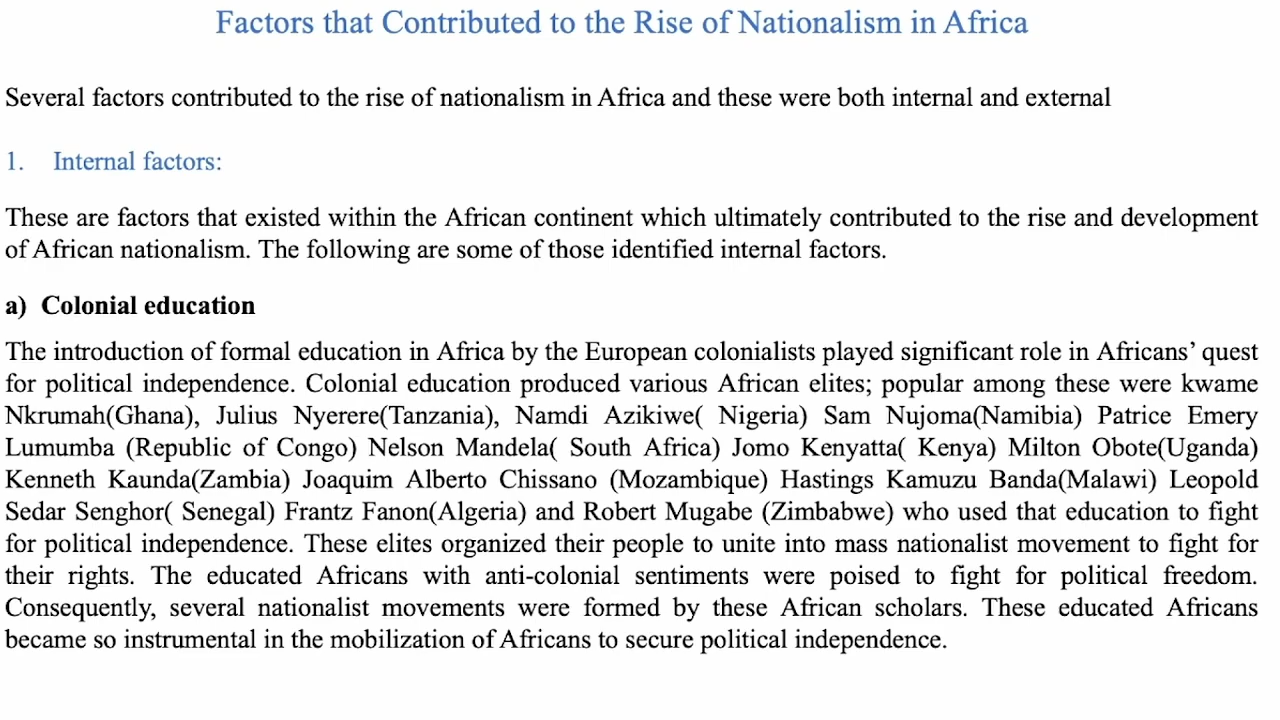 Factors that Contributed to the Rise of Nationalism in Africa
Several factors contributed to the rise of nationalism in Africa and these were both internal and external
1. Internal factors:
These are factors that existed within the African continent which ultimately contributed to the rise and development
of African nationalism. The following are some of those identified internal factors.
a) Colonial education
The introduction of formal education in Africa by the European colonialists played significant role in Africans’ quest
for political independence. Colonial education produced various African elites; popular among these were kwame
Nkrumah(Ghana), Julius Nyerere(Tanzania), Namdi Azikiwe( Nigeria) Sam Nujoma(Namibia) Patrice Emery
Lumumba (Republic of Congo) Nelson Mandela( South Africa) Jomo Kenyatta( Kenya) Milton Obote(Uganda)
Kenneth Kaunda(Zambia) Joaquim Alberto Chissano (Mozambique) Hastings Kamuzu Banda(Malawi) Leopold
Sedar Senghor( Senegal) Frantz Fanon(Algeria) and Robert Mugabe (Zimbabwe) who used that education to fight
for political independence. These elites organized their people to unite into mass nationalist movement to fight for
their rights. The educated Africans with anti-colonial sentiments were poised to fight for political freedom.
Consequently, several nationalist movements were formed by these African scholars. These educated Africans
became so instrumental in the mobilization of Africans to secure political independence.